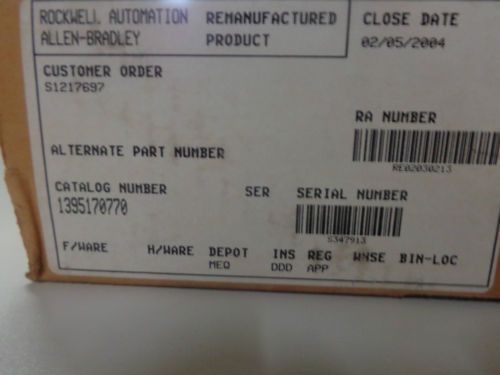 ROCKWELL AUTOMATION REMANUFACTURED CLOSE DATE
ALLEN-BRADLEY PRODUCT 02/05/2004
CUSTOMER ORDER
S1217697
RA NUMBER
RE02030213
ALTERNATE PART NUMBER
CATALOG NUMBER SER SERIAL NUMBER
1395170770
S347913
F/WARE H/WARE DEPOT INS REG WHSE BIN-LOC
MEQ DDD APP